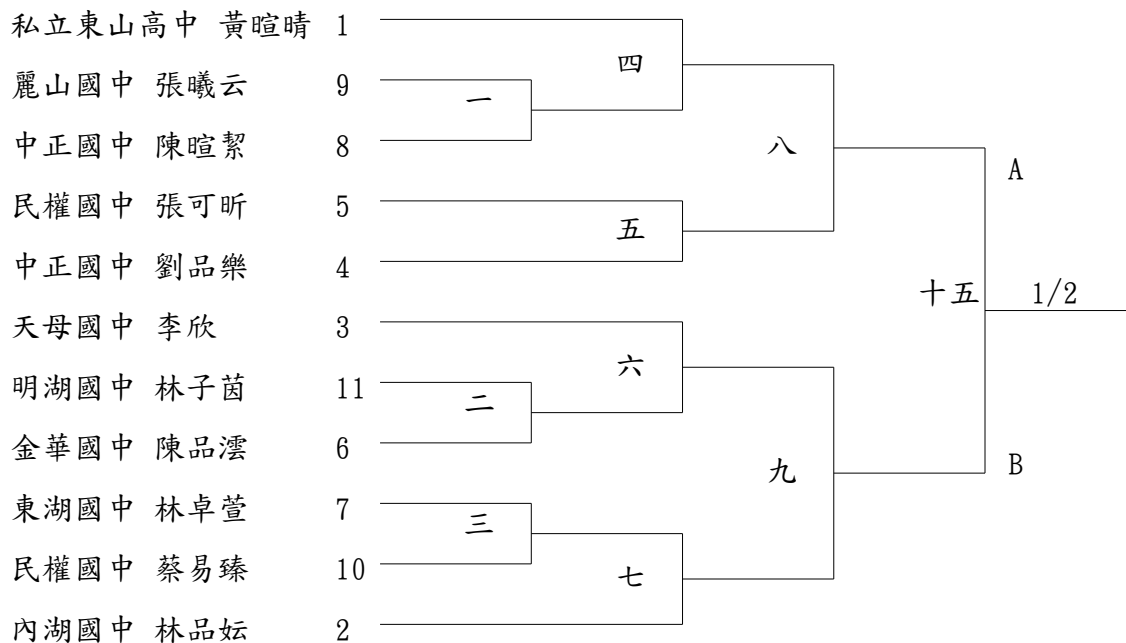 私立東山高中 黃暄晴 1
四
麗山國中 張曦云 9
一
中正國中 陳暄絜 8
八
A
民權國中 張可昕 5
五
中正國中 劉品樂 4
十五 1/2
天母國中 李欣 3
六
明湖國中 林子茵 11
二
金華國中 陳品澐 6
九
B
東湖國中 林卓萱 7
三
民權國中 蔡易臻 10
七
內湖國中 林品妘 2